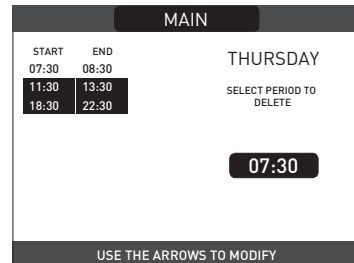 MAIN
START END
07:30 08:30
11:30 13:30
18:30 22:30
THURSDAY
SELECT PERIOD TO
DELETE
07:30
USE THE ARROWS TO MODIFY